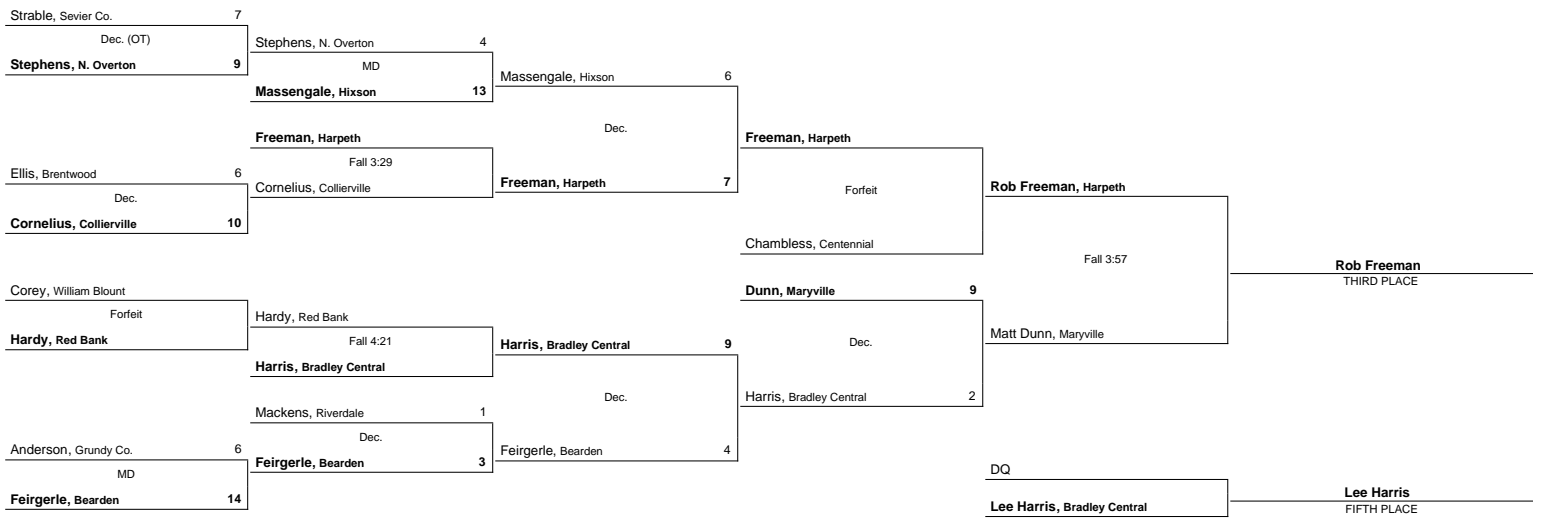 Strable, Sevier Co. 7
Dec. (OT)
Stephens, N. Overton 9
Ellis, Brentwood 6
Dec.
Cornelius, Collierville 10
Corey, William Blount
Forfeit
Hardy, Red Bank
Anderson, Grundy Co. 6
MD
Feirgerle, Bearden 14
Stephens, N. Overton 4
MD
Massengale, Hixson 13
Freeman, Harpeth
Fall 3:29
Cornelius, Collierville
Hardy, Red Bank
Fall 4:21
Harris, Bradley Central
Mackens, Riverdale 1
Dec.
Feirgerle, Bearden 3
Massengale, Hixson 6
Dec.
Freeman, Harpeth 7
Harris, Bradley Central 9
Dec.
Feirgerle, Bearden 4
Freeman, Harpeth
Forfeit
Chambless, Centennial
Dunn, Maryville 9
Dec.
Harris, Bradley Central 2
Rob Freeman, Harpeth
Fall 3:57
Matt Dunn, Maryville
DQ
Lee Harris, Bradley Central
Rob Freeman
THIRD PLACE
Lee Harris
FIFTH PLACE